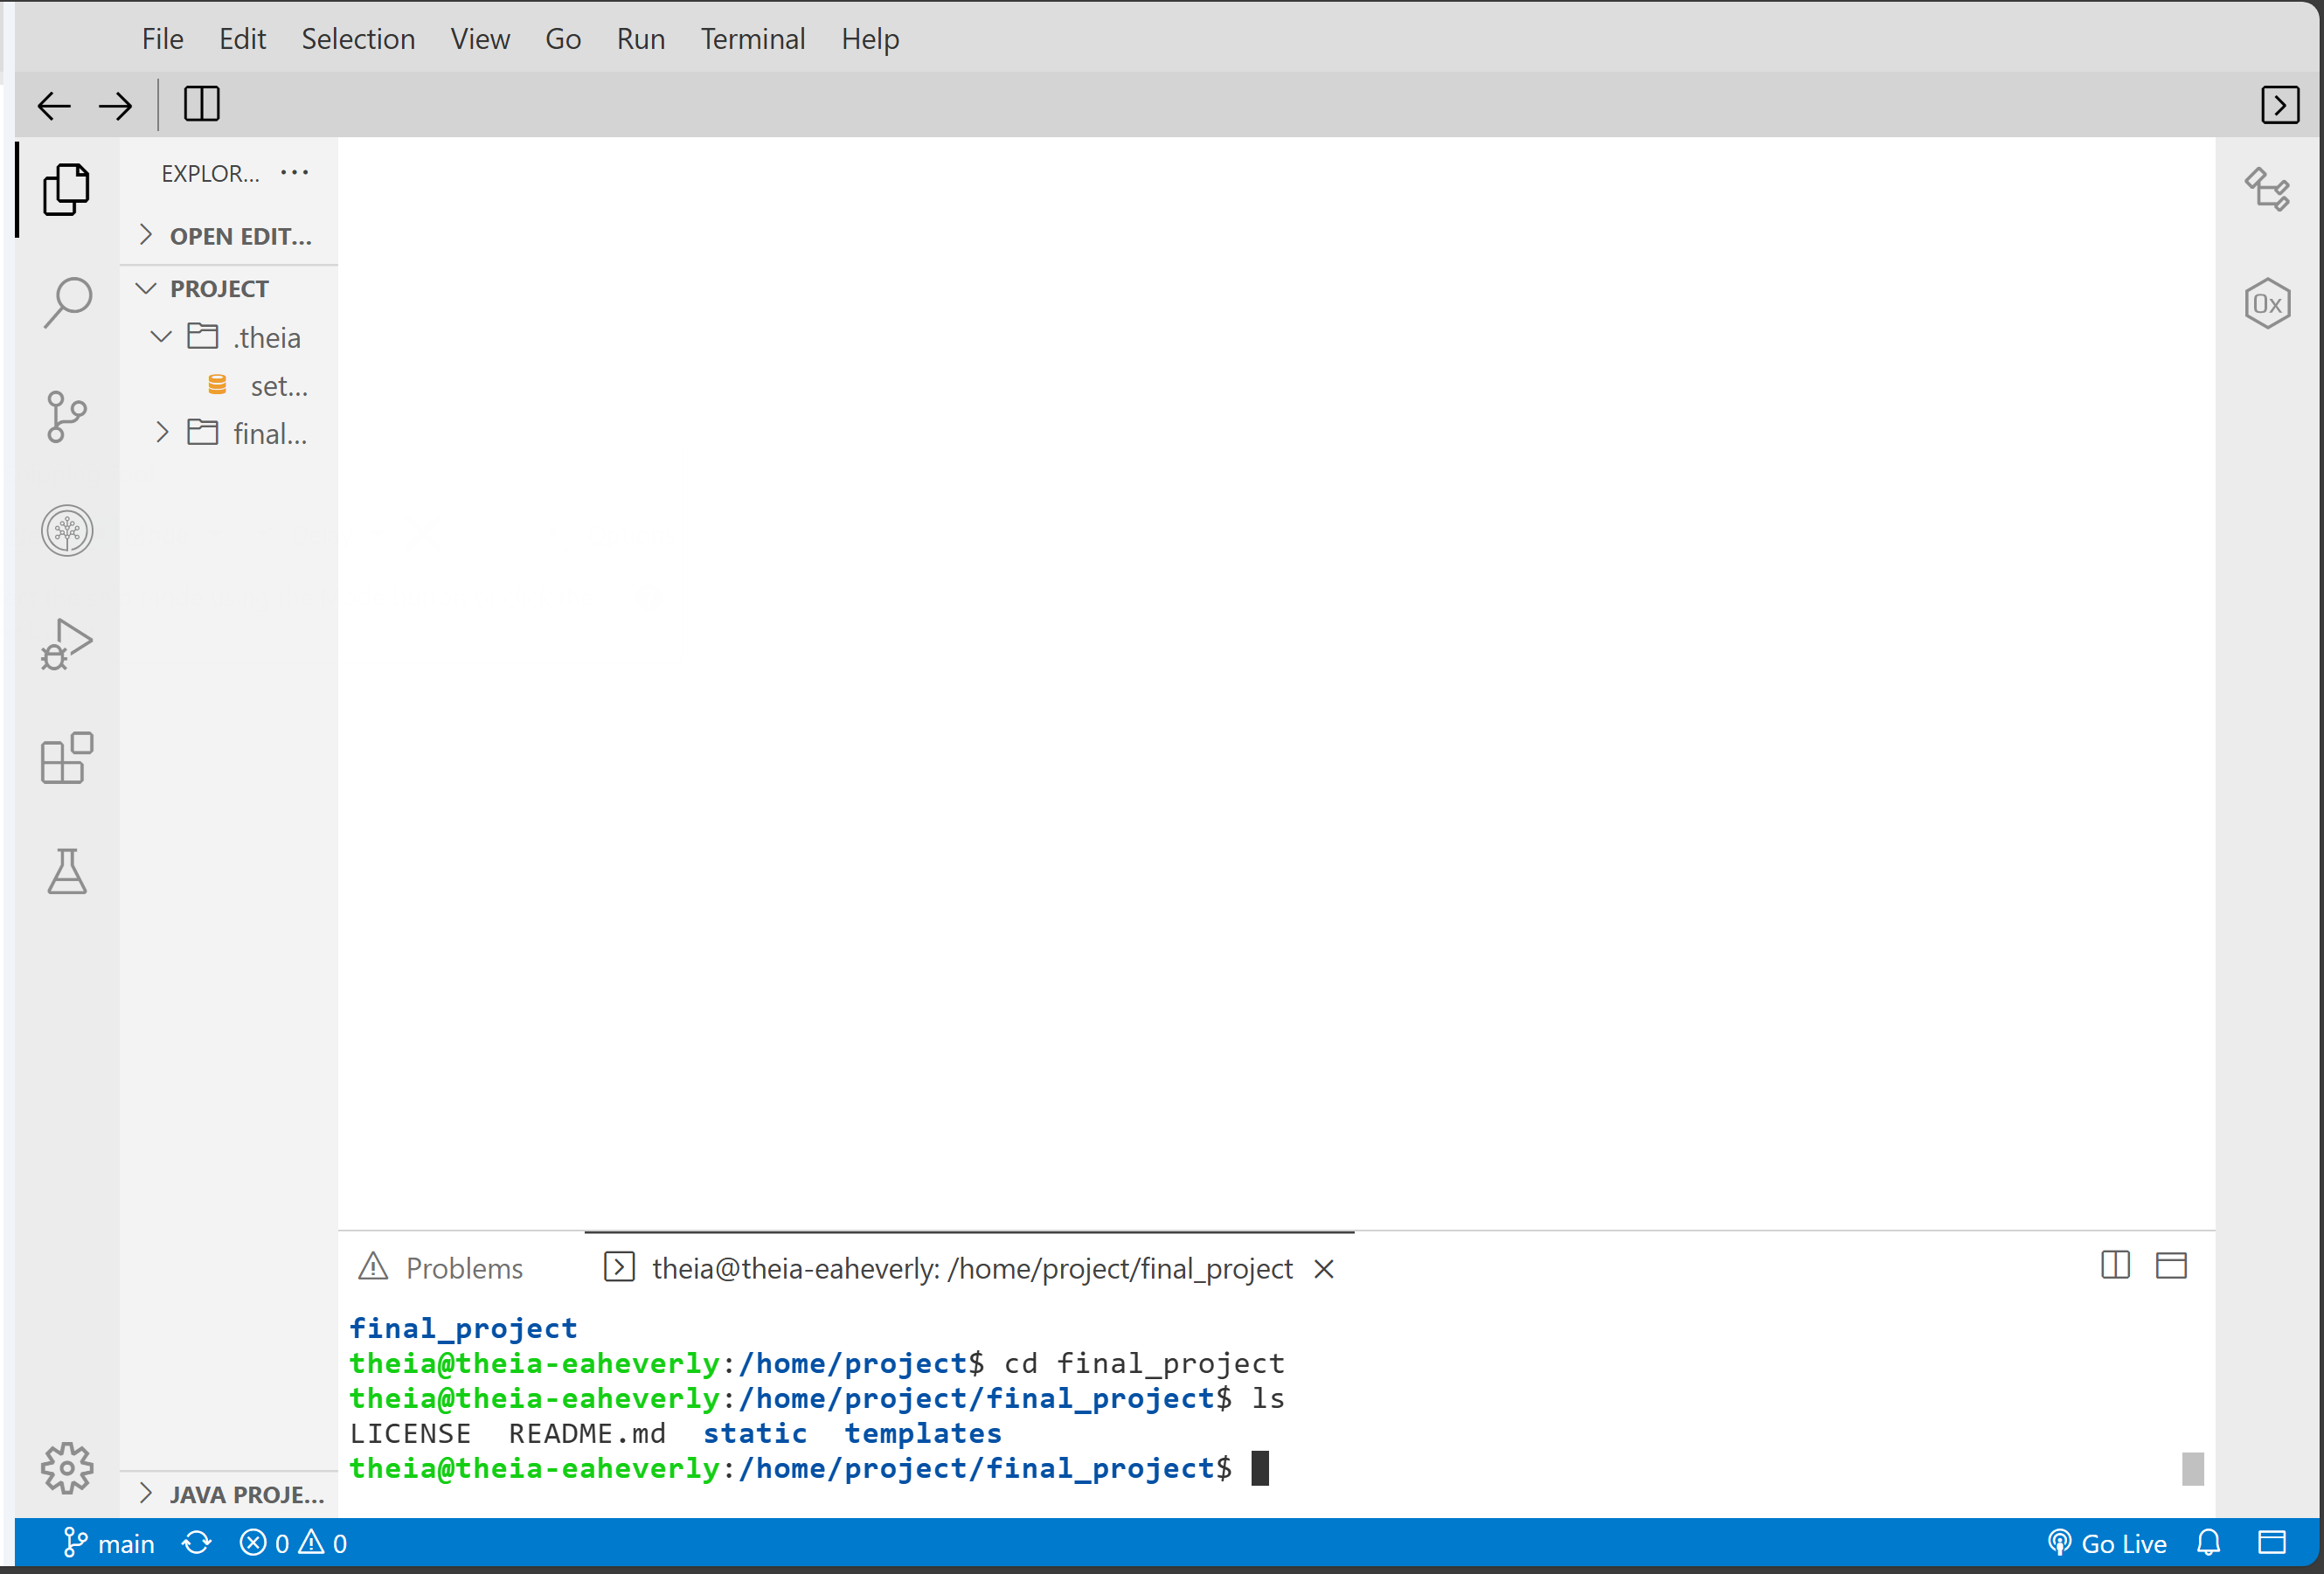 File Edit Selection View Go Run Terminal Help
EXPLOR... ···
OPEN EDIT...
PROJECT
.theia
set...
final...
0x
JAVA PROJE...
Problems
theia@theia-eaheverly: /home/project/final_project
final_project
theia@theia-eaheverly:/home/project$ cd final_project
theia@theia-eaheverly:/home/project/final_project$ ls
LICENSE README.md static templates
theia@theia-eaheverly:/home/project/final_project$
main 0 0 Go Live